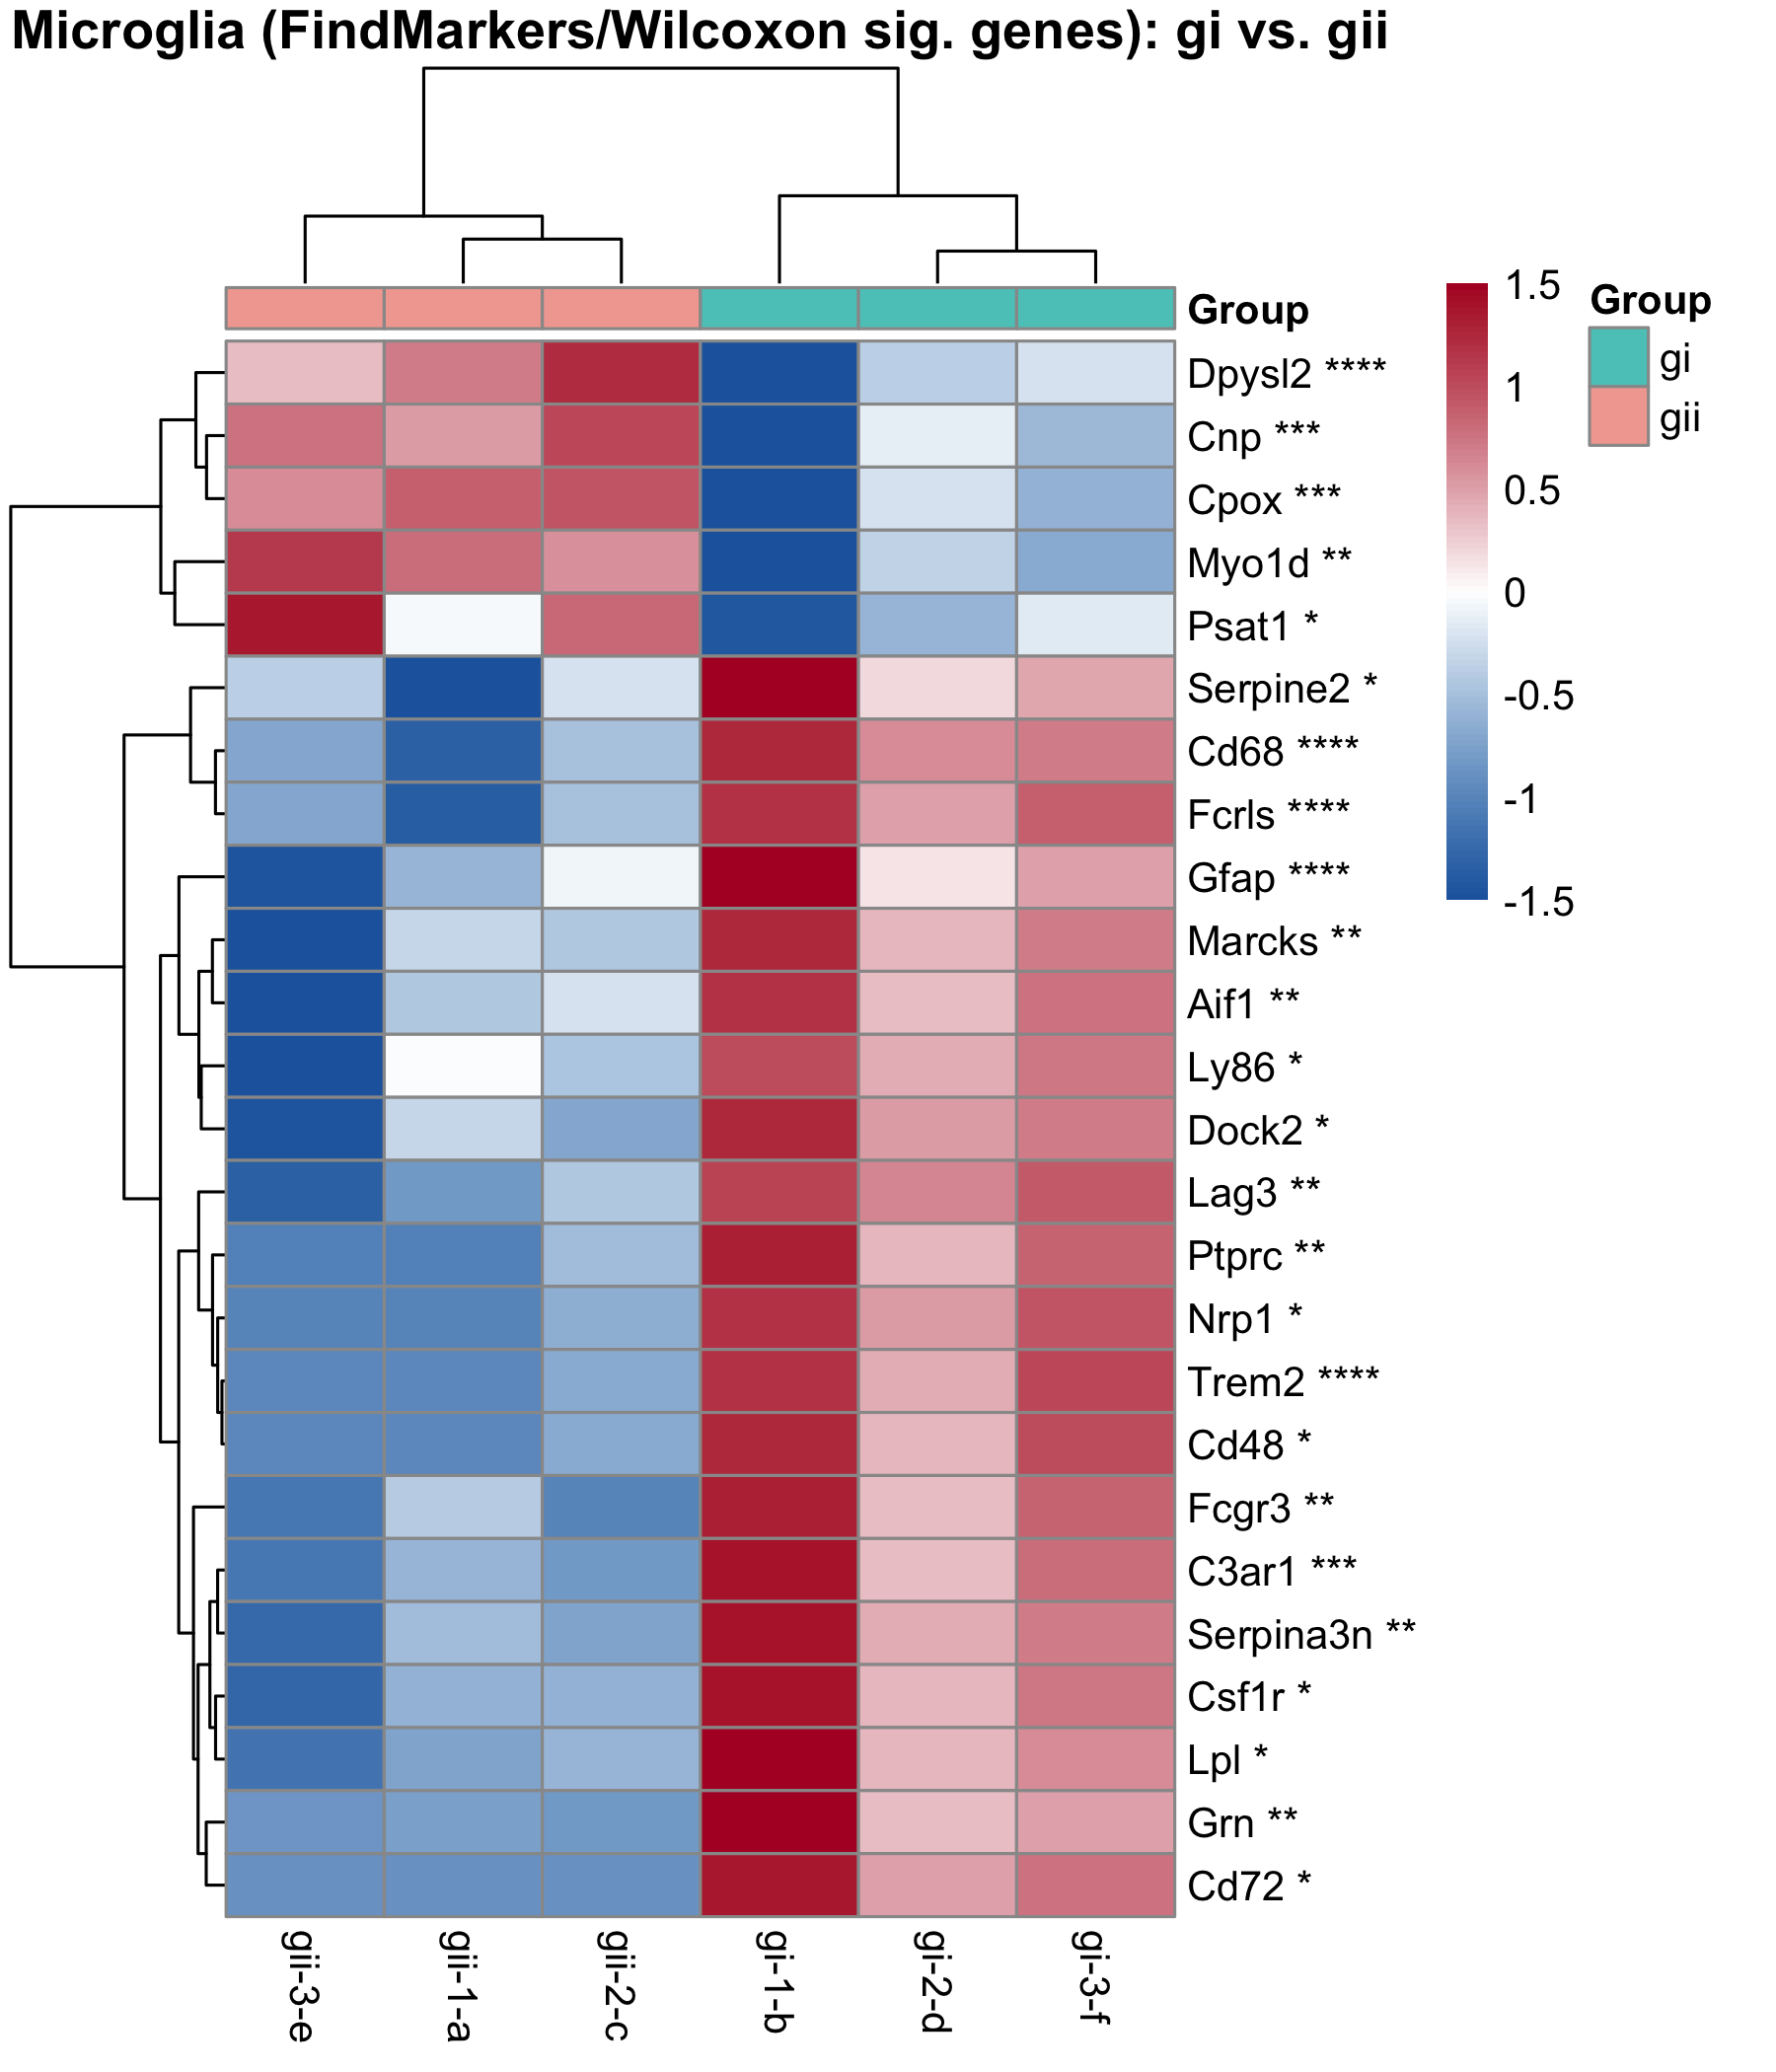 Microglia (FindMarkers/Wilcoxon sig. genes): gi vs. gii
Group
Dpysl2 ****
Cnp ***
Cpox ***
Myo1d **
Psat1 *
Serpine2 *
Cd68 ****
Fcrls ****
Gfap ****
Marcks **
Aif1 **
Ly86 *
Dock2 *
Lag3 **
Ptprc **
Nrp1 *
Trem2 ****
Cd48 *
Fcgr3 **
C3ar1 ***
Serpina3n **
Csf1r *
Lpl *
Grn **
Cd72 *
gii-3-e
gii-1-a
gii-2-c
gi-1-b
gi-2-d
gi-3-f
1.5
1
0.5
0
-0.5
-1
-1.5
Group
gi
gii